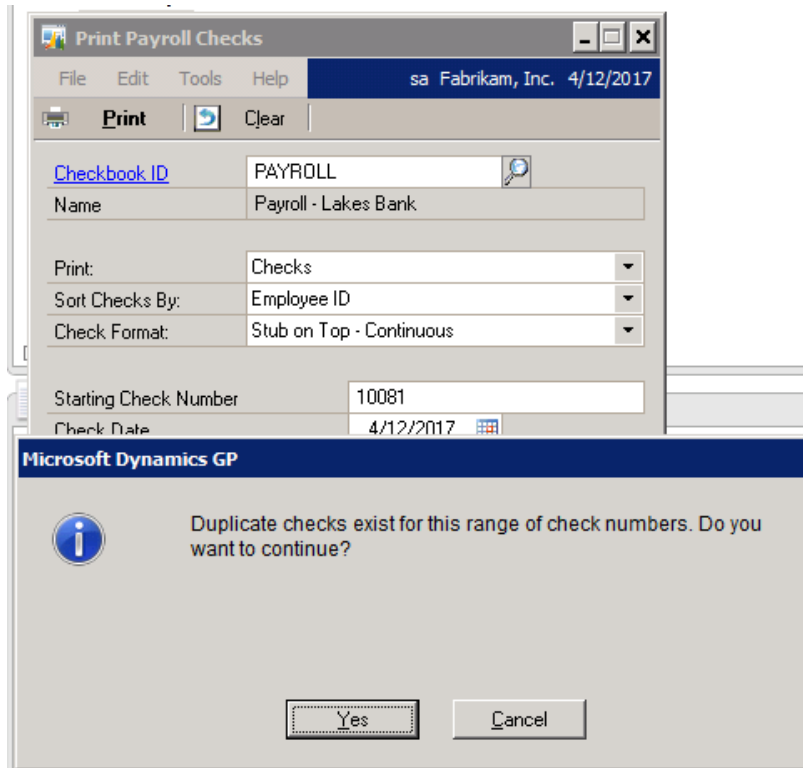 Print Payroll Checks
File Edit Tools Help sa Fabrikam, Inc. 4/12/2017
Print Clear
Checkbook ID PAYROLL
Name Payroll - Lakes Bank
Print: Checks
Sort Checks By: Employee ID
Check Format: Stub on Top - Continuous
Starting Check Number 10081
Check Date 4/12/2017
Microsoft Dynamics GP
Duplicate checks exist for this range of check numbers. Do you
want to continue?
Yes Cancel